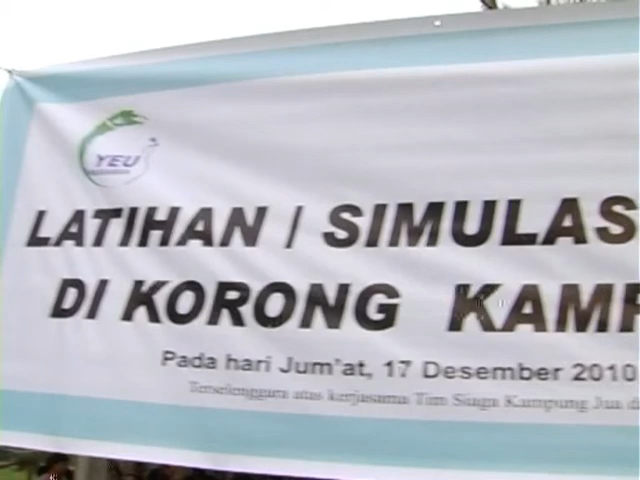 YEU
LATIHAN / SIMULAS
DI KORONG KAMP
Pada hari Jum'at, 17 Desember 2010
Terselenggara atas kerjasama Tim Siaga Kampung Jua d